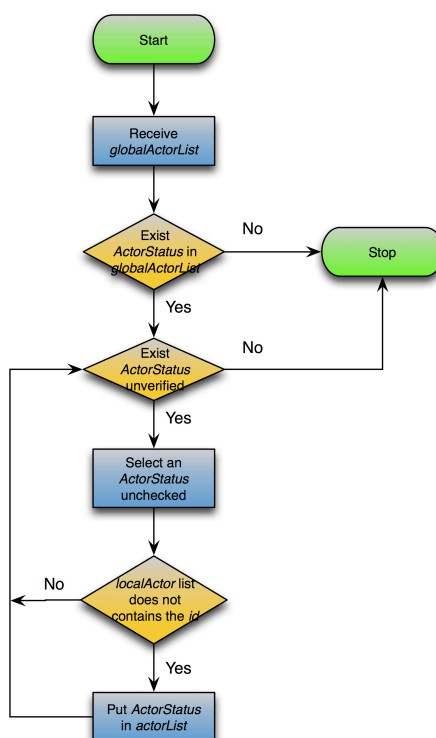 Start
Receive
globalActorList
Exist
ActorStatus in
globalActorList
No
Stop
Yes
Exist
ActorStatus
unverified
No
Yes
Select an
ActorStatus
unchecked
localActor list
does not
contains the id
No
Yes
Put ActorStatus
in actorList